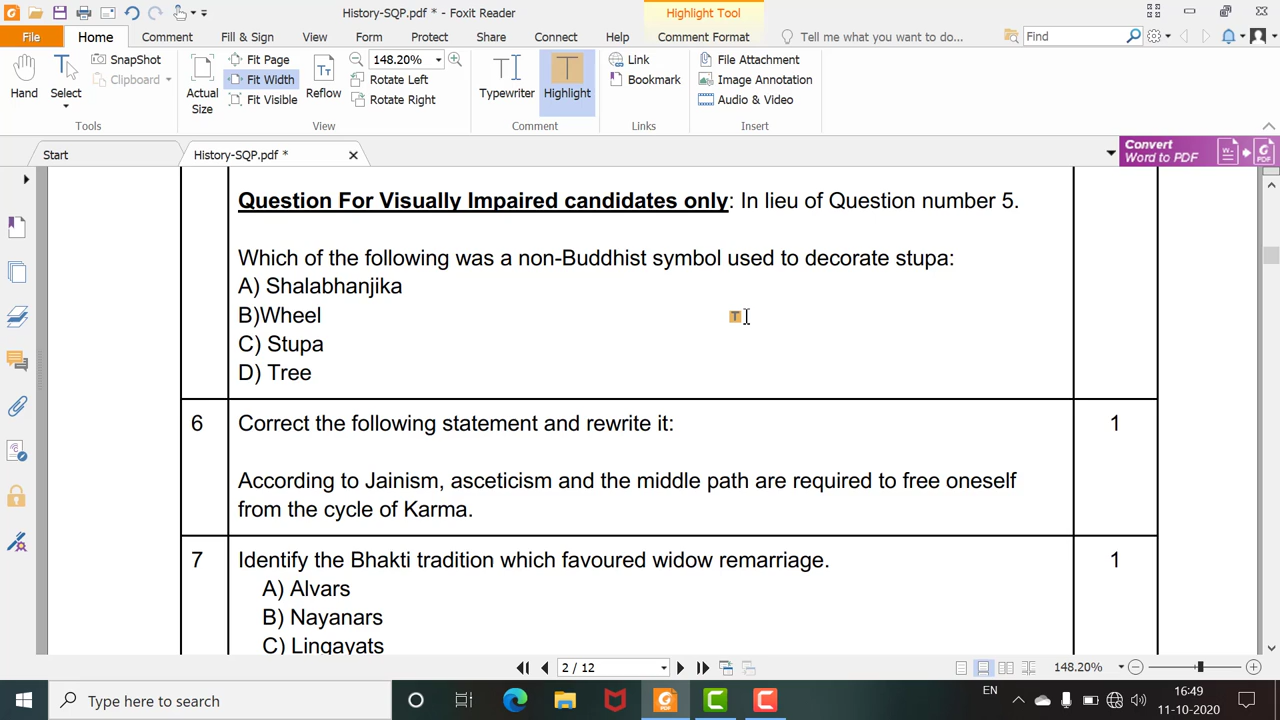 History-SQP.pdf * - Foxit Reader
Highlight Tool
File
Home
Comment
Fill & Sign
View
Form
Protect
Share
Connect
Help
Comment Format
Tell me what you want to do...
Find
Hand
Select
SnapShot
Clipboard
Tools
Actual
Size
Fit Page
Fit Width
Fit Visible
Reflow
148.20%
Rotate Left
Rotate Right
View
Typewriter
Highlight
Comment
Link
Bookmark
Links
File Attachment
Image Annotation
Audio & Video
Insert
Start
History-SQP.pdf *
Convert
Word to PDF
Question For Visually Impaired candidates only: In lieu of Question number 5.
Which of the following was a non-Buddhist symbol used to decorate stupa:
A) Shalabhanjika
B)Wheel
C) Stupa
D) Tree
6 Correct the following statement and rewrite it: 1
According to Jainism, asceticism and the middle path are required to free oneself
from the cycle of Karma.
7 Identify the Bhakti tradition which favoured widow remarriage. 1
A) Alvars
B) Nayanars
C) Lingayats
2 / 12
148.20%
Type here to search
EN
16:49
11-10-2020